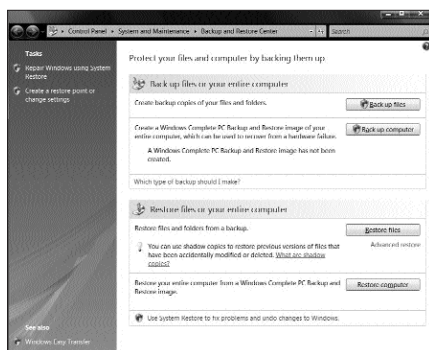 Control Panel ▸ System and Maintenance ▸ Backup and Restore Center
Search
Tasks
Repair Windows using System
Restore
Create a restore point or
change settings
Protect your files and computer by backing them up
Back up files or your entire computer
Create backup copies of your files and folders.
Back up files
Create a Windows Complete PC Backup and Restore image of your
entire computer, which can be used to recover from a hardware failure.
Back up computer
A Windows Complete PC Backup and Restore image has not been
created.
Which type of backup should I make?
Restore files or your entire computer
Restore files and folders from a backup.
Restore files
Advanced restore
You can use shadow copies to restore previous versions of files that
have been accidentally modified or deleted. What are shadow
copies?
Restore your entire computer from a Windows Complete PC Backup and
Restore image.
Restore computer
Use System Restore to fix problems and undo changes to Windows.
See also
Windows Easy Transfer